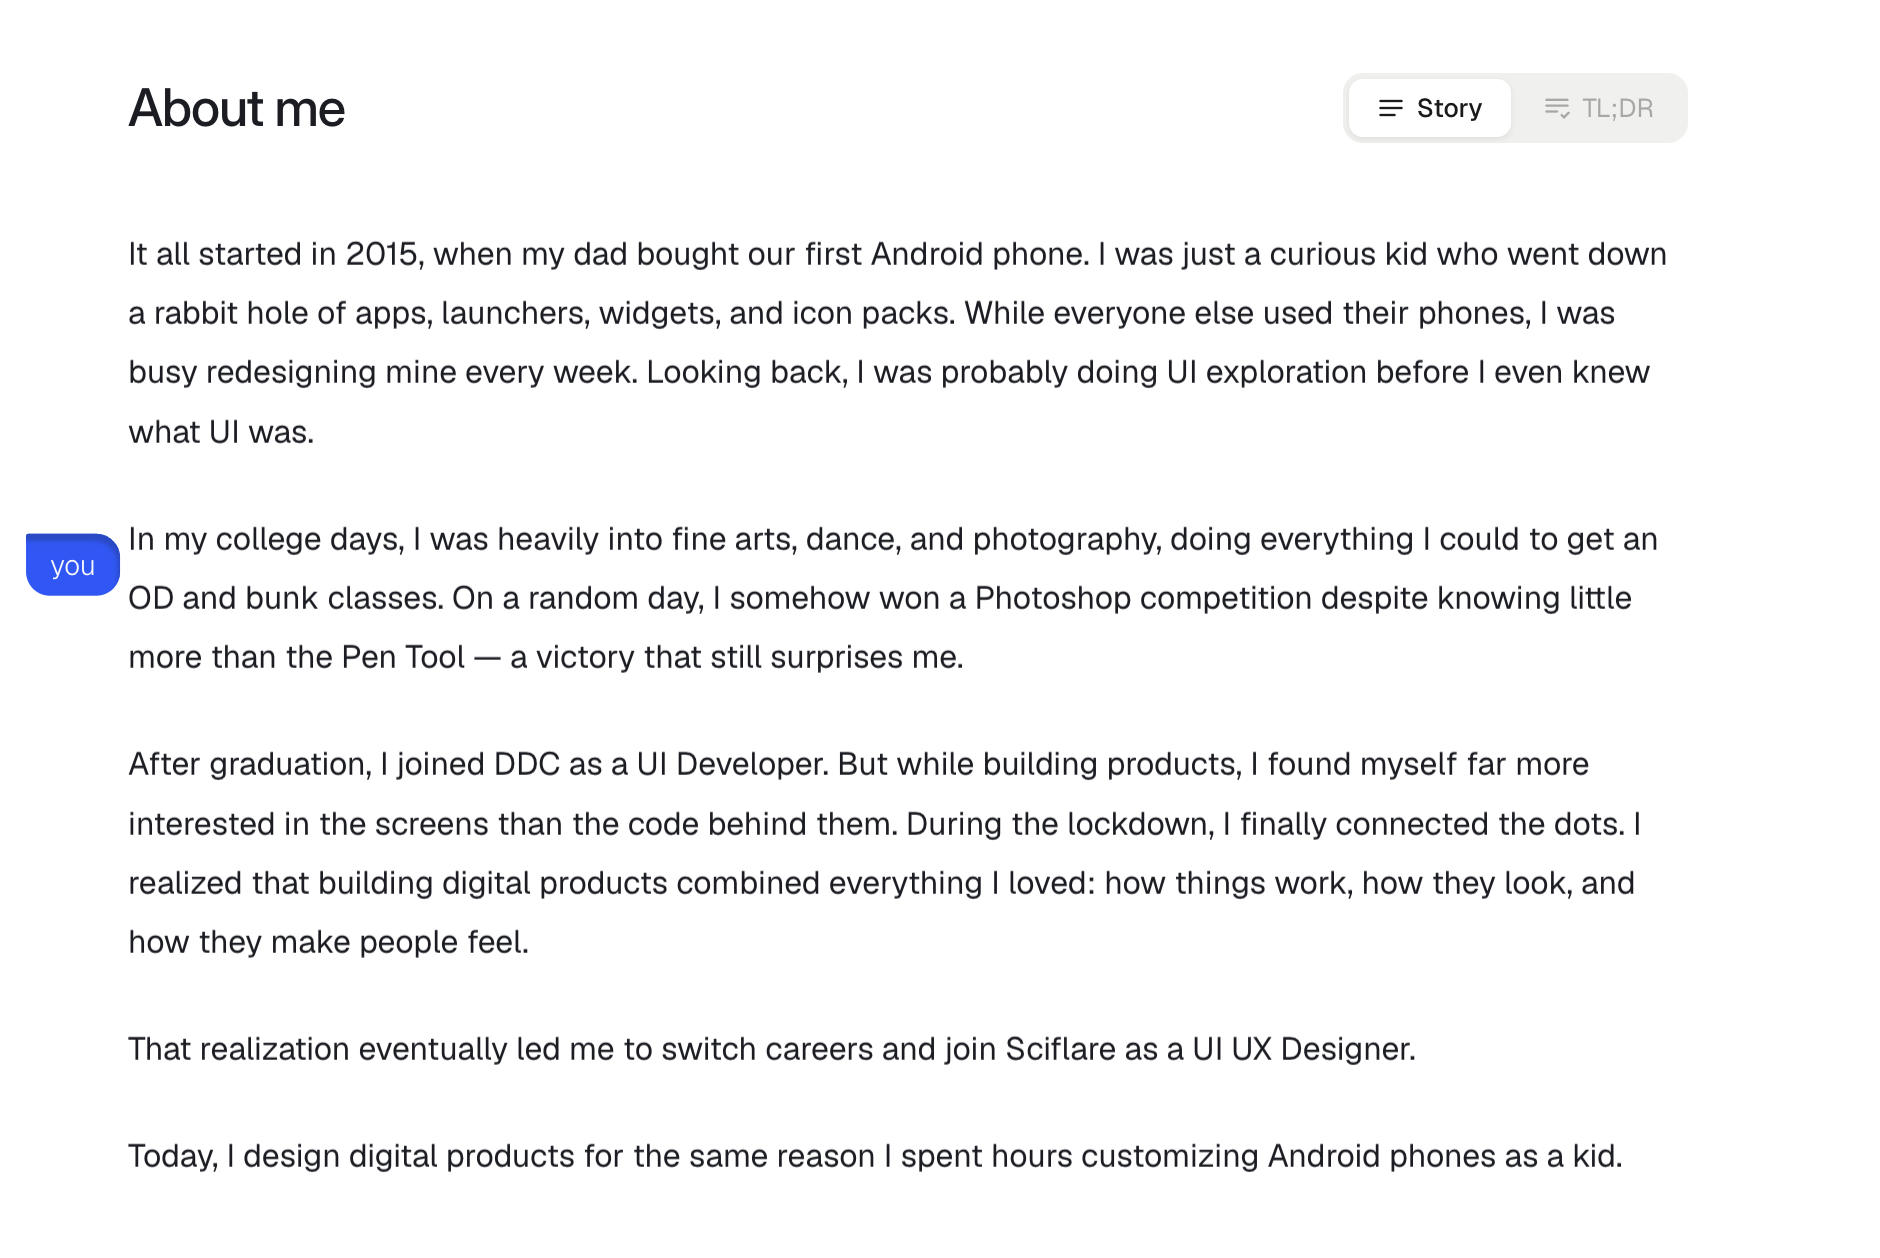 About me
Story
TL;DR
It all started in 2015, when my dad bought our first Android phone. I was just a curious kid who went down
a rabbit hole of apps, launchers, widgets, and icon packs. While everyone else used their phones, I was
busy redesigning mine every week. Looking back, I was probably doing UI exploration before I even knew
what UI was.
you
In my college days, I was heavily into fine arts, dance, and photography, doing everything I could to get an
OD and bunk classes. On a random day, I somehow won a Photoshop competition despite knowing little
more than the Pen Tool — a victory that still surprises me.
After graduation, I joined DDC as a UI Developer. But while building products, I found myself far more
interested in the screens than the code behind them. During the lockdown, I finally connected the dots. I
realized that building digital products combined everything I loved: how things work, how they look, and
how they make people feel.
That realization eventually led me to switch careers and join Sciflare as a UI UX Designer.
Today, I design digital products for the same reason I spent hours customizing Android phones as a kid.